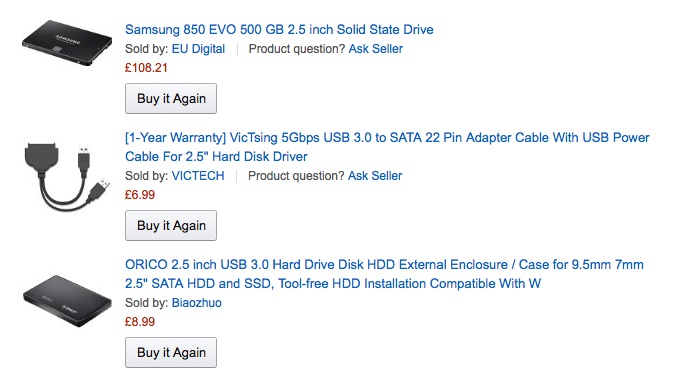 SAMSUNG
Samsung 850 EVO 500 GB 2.5 inch Solid State Drive
Sold by: EU Digital | Product question? Ask Seller
£108.21
Buy it Again
[1-Year Warranty] VicTsing 5Gbps USB 3.0 to SATA 22 Pin Adapter Cable With USB Power
Cable For 2.5" Hard Disk Driver
Sold by: VICTECH | Product question? Ask Seller
£6.99
Buy it Again
ORICO 2.5 inch USB 3.0 Hard Drive Disk HDD External Enclosure / Case for 9.5mm 7mm
2.5" SATA HDD and SSD, Tool-free HDD Installation Compatible With W
Sold by: Biaozhuo
£8.99
Buy it Again